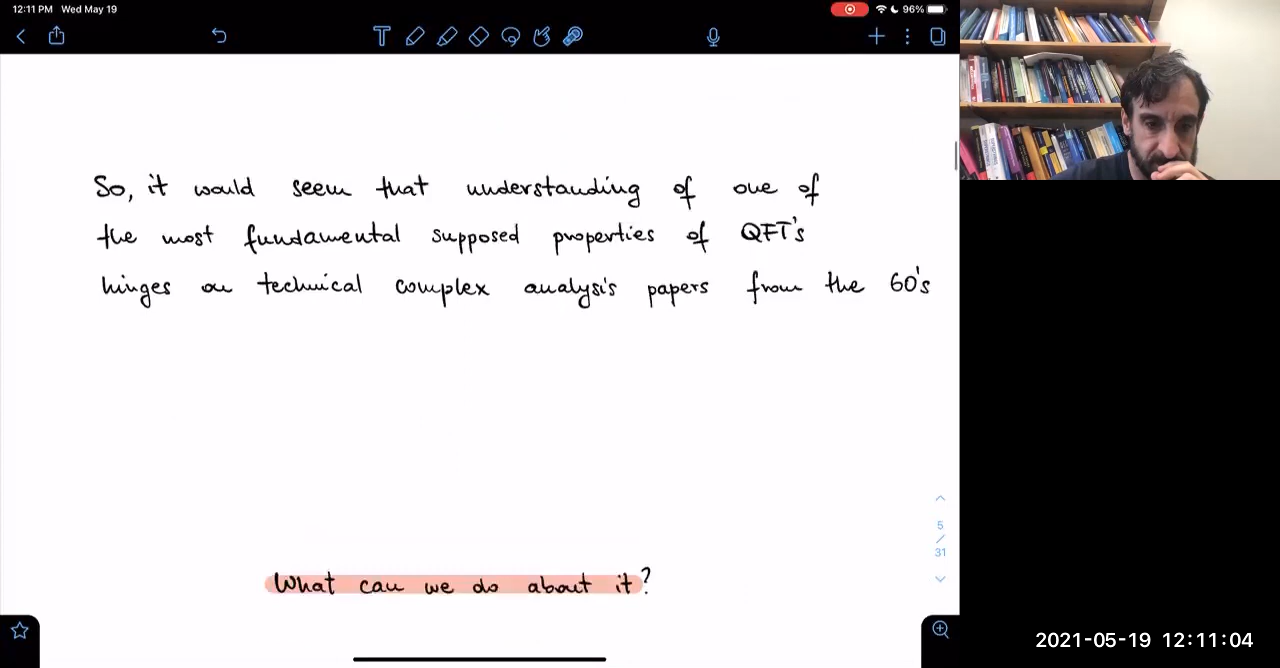 12:11 PM Wed May 19
96%
So, it would seem that understanding of one of
the most fundamental supposed properties of QFT's
hinges on technical complex analysis papers from the 60's
What can we do about it?
5
/
31
2021-05-19 12:11:04